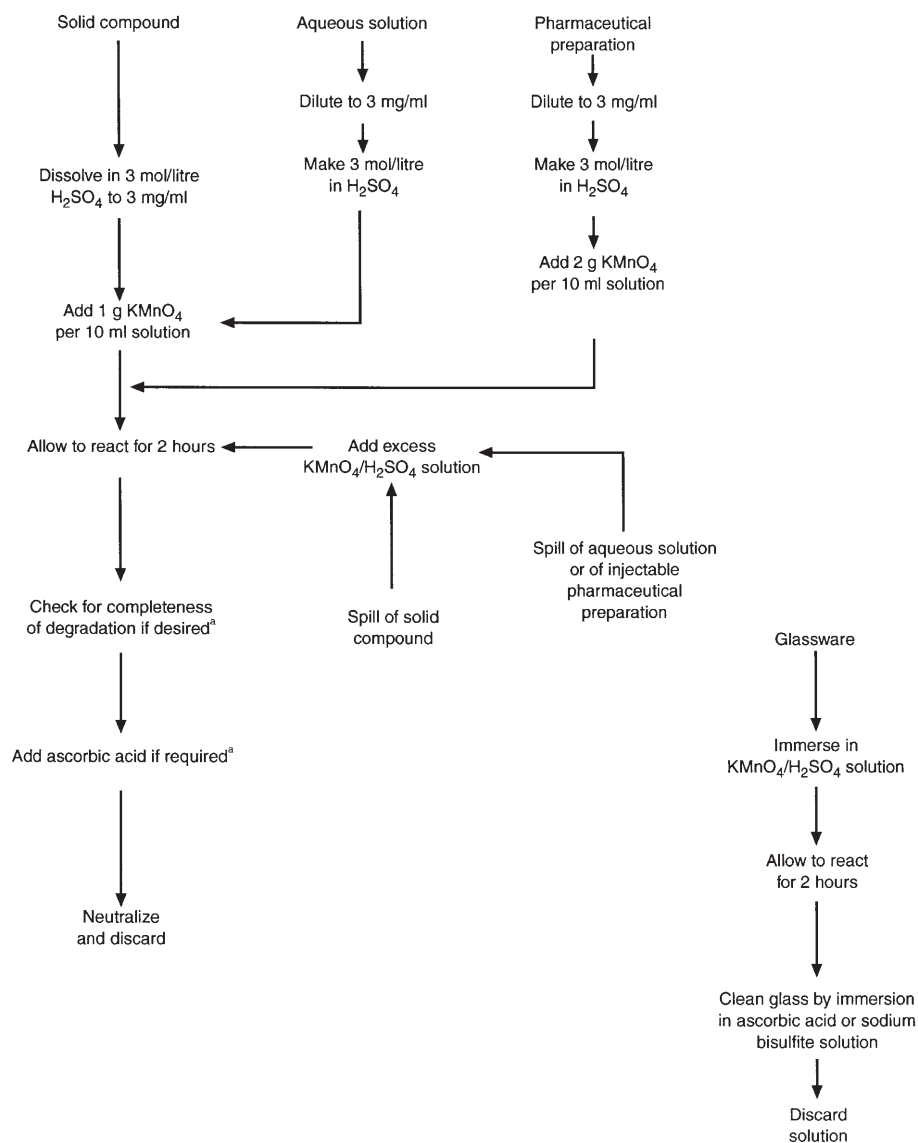 Solid compound
Aqueous solution
Pharmaceutical
preparation
Dilute to 3 mg/ml
Dilute to 3 mg/ml
Dissolve in 3 mol/litre
H₂SO₄ to 3 mg/ml
Make 3 mol/litre
in H₂SO₄
Make 3 mol/litre
in H₂SO₄
Add 2 g KMnO₄
per 10 ml solution
Add 1 g KMnO₄
per 10 ml solution
Allow to react for 2 hours
Add excess
KMnO₄/H₂SO₄ solution
Spill of aqueous solution
or of injectable
pharmaceutical
preparation
Spill of solid
compound
Check for completeness
of degradation if desiredᵃ
Add ascorbic acid if requiredᵃ
Neutralize
and discard
Glassware
Immerse in
KMnO₄/H₂SO₄ solution
Allow to react
for 2 hours
Clean glass by immersion
in ascorbic acid or sodium
bisulfite solution
Discard
solution